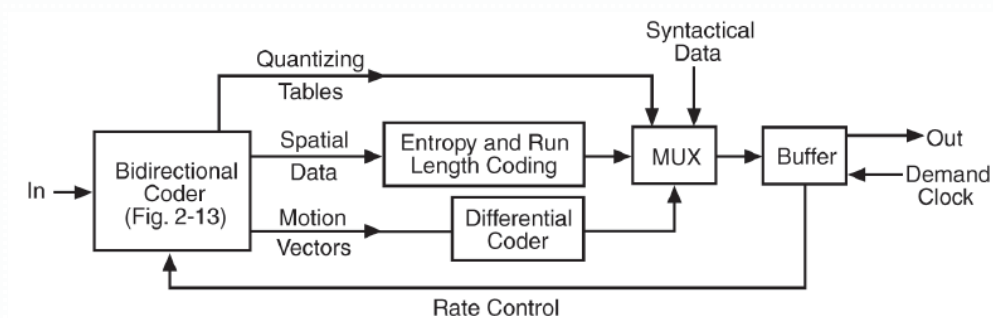 Syntactical
Data
Quantizing
Tables
In
Bidirectional
Coder
(Fig. 2-13)
Spatial
Data
Entropy and Run
Length Coding
MUX
Buffer
Out
Demand
Clock
Motion
Vectors
Differential
Coder
Rate Control